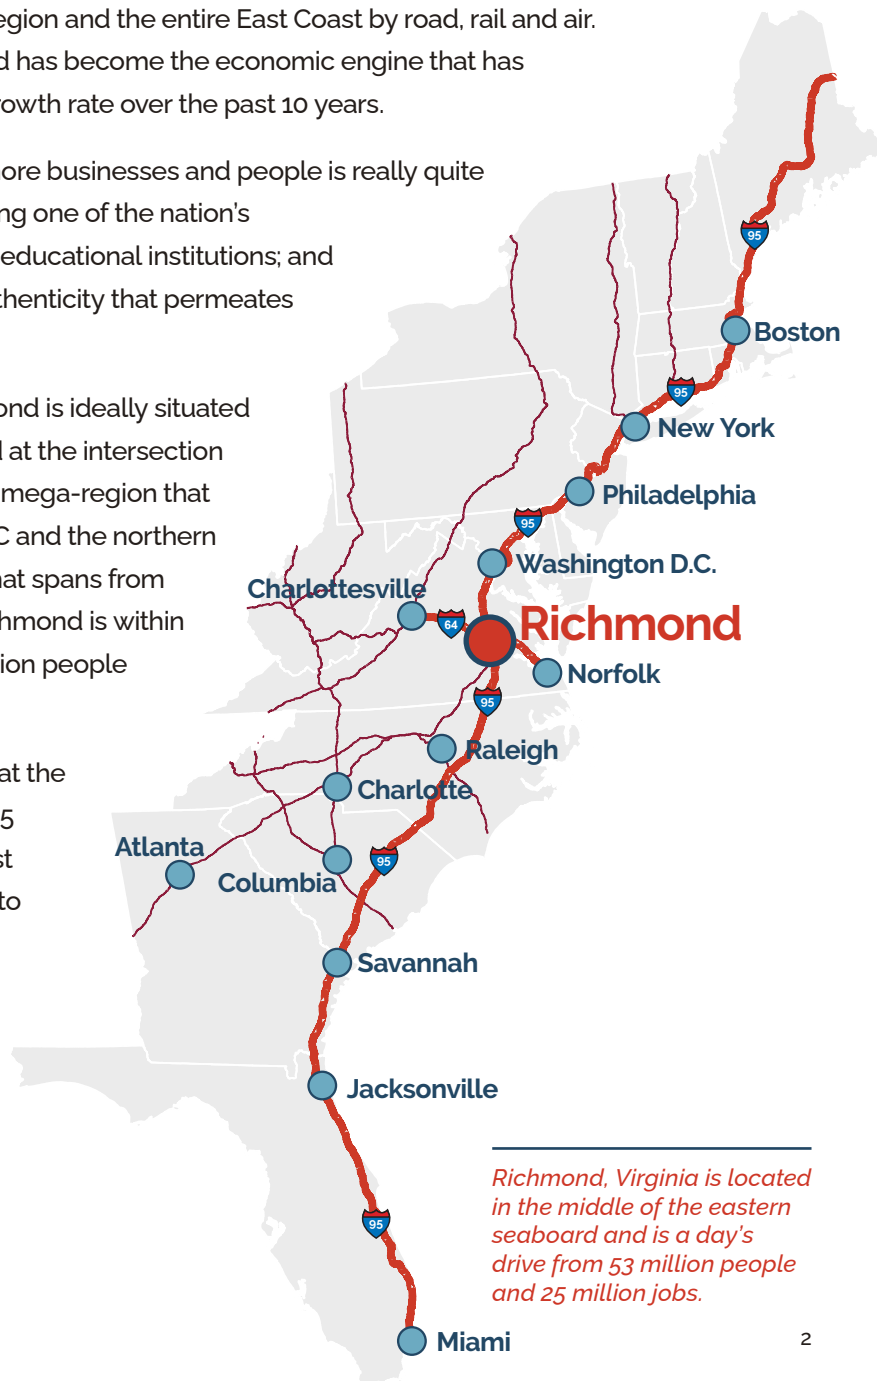 egion and the entire East Coast by road, rail and air.
d has become the economic engine that has
rowth rate over the past 10 years.
ore businesses and people is really quite
ng one of the nation's
educational institutions; and
thenticity that permeates
95
Boston
ond is ideally situated
95
d at the intersection
New York
mega-region that
Philadelphia
95
C and the northern
Washington D.C.
hat spans from
Charlottesville
chmond is within
64
Richmond
ion people
Norfolk
95
Raleigh
at the
Charlotte
5
Atlanta
st
95
Columbia
to
Savannah
Jacksonville
Richmond, Virginia is located
in the middle of the eastern
seaboard and is a day's
drive from 53 million people
and 25 million jobs.
95
Miami
2